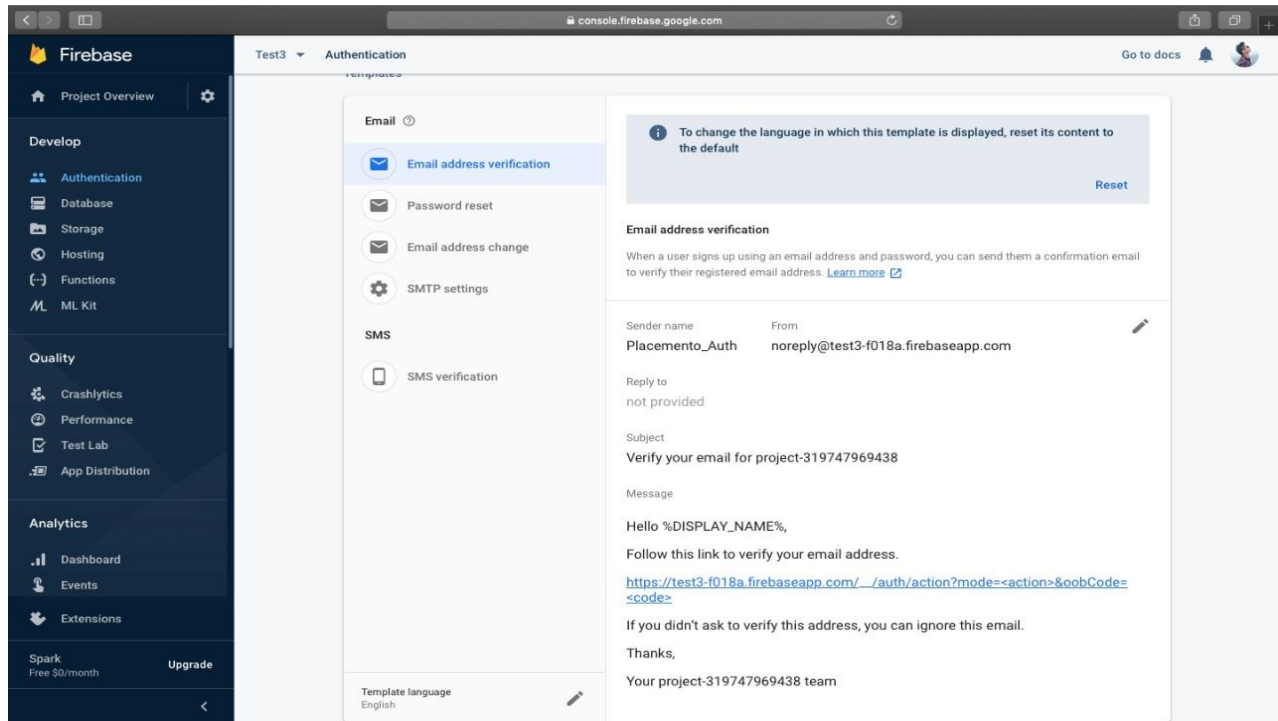 console.firebase.google.com
Firebase
Test3
Authentication
Go to docs
Project Overview
Develop
Authentication
Database
Storage
Hosting
Functions
ML Kit
Quality
Crashlytics
Performance
Test Lab
App Distribution
Analytics
Dashboard
Events
Extensions
Spark
Free $0/month
Upgrade
Templates
Email
Email address verification
Password reset
Email address change
SMTP settings
SMS
SMS verification
Template language
English
To change the language in which this template is displayed, reset its content to
the default
Reset
Email address verification
When a user signs up using an email address and password, you can send them a confirmation email
to verify their registered email address. Learn more
Sender name
From
Placemento_Auth
noreply@test3-f018a.firebaseapp.com
Reply to
not provided
Subject
Verify your email for project-319747969438
Message
Hello %DISPLAY_NAME%,
Follow this link to verify your email address.
https://test3-f018a.firebaseapp.com/__/auth/action?mode=<action>&oobCode=
<code>
If you didn't ask to verify this address, you can ignore this email.
Thanks,
Your project-319747969438 team